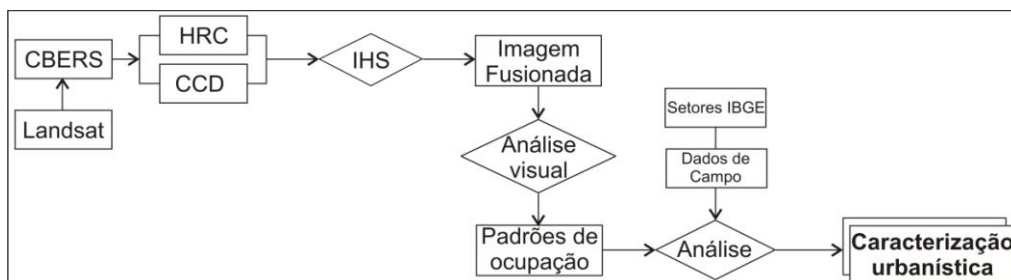 CBERS
Landsat
HRC
CCD
IHS
Imagem
Fusionada
Análise
visual
Padrões de
ocupação
Setores IBGE
Dados de
Campo
Análise
Caracterização
urbanística